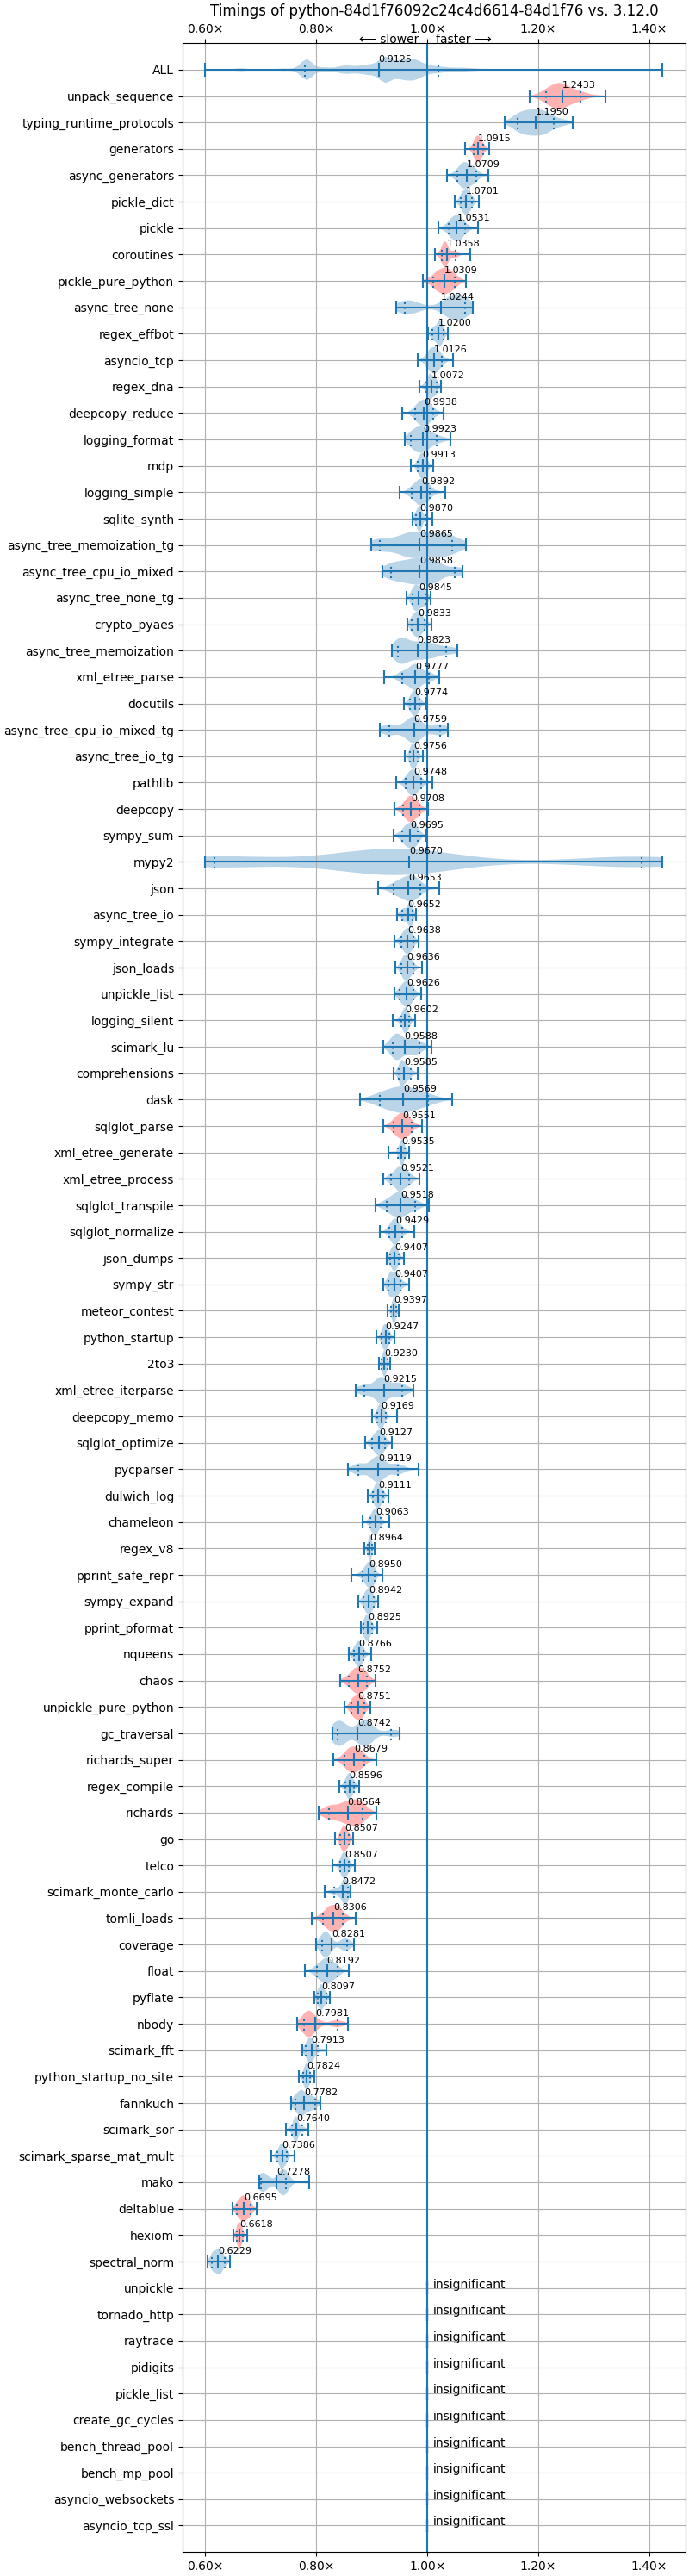 Timings of python-84d1f76092c24c4d6614-84d1f76 vs. 3.12.0
0.60× 0.80× 1.00× 1.20× 1.40×
⟵ slower faster ⟶
ALL 0.9125
unpack_sequence 1.2433
typing_runtime_protocols 1.1950
generators 1.0915
async_generators 1.0709
pickle_dict 1.0701
pickle 1.0531
coroutines 1.0358
pickle_pure_python 1.0309
async_tree_none 1.0244
regex_effbot 1.0200
asyncio_tcp 1.0126
regex_dna 1.0072
deepcopy_reduce 0.9938
logging_format 0.9923
mdp 0.9913
logging_simple 0.9892
sqlite_synth 0.9870
async_tree_memoization_tg 0.9865
async_tree_cpu_io_mixed 0.9858
async_tree_none_tg 0.9845
crypto_pyaes 0.9833
async_tree_memoization 0.9823
xml_etree_parse 0.9777
docutils 0.9774
async_tree_cpu_io_mixed_tg 0.9759
async_tree_io_tg 0.9756
pathlib 0.9748
deepcopy 0.9708
sympy_sum 0.9695
mypy2 0.9670
json 0.9653
async_tree_io 0.9652
sympy_integrate 0.9638
json_loads 0.9636
unpickle_list 0.9626
logging_silent 0.9602
scimark_lu 0.9588
comprehensions 0.9585
dask 0.9569
sqlglot_parse 0.9551
xml_etree_generate 0.9535
xml_etree_process 0.9521
sqlglot_transpile 0.9518
sqlglot_normalize 0.9429
json_dumps 0.9407
sympy_str 0.9407
meteor_contest 0.9397
python_startup 0.9247
2to3 0.9230
xml_etree_iterparse 0.9215
deepcopy_memo 0.9169
sqlglot_optimize 0.9127
pycparser 0.9119
dulwich_log 0.9111
chameleon 0.9063
regex_v8 0.8964
pprint_safe_repr 0.8950
sympy_expand 0.8942
pprint_pformat 0.8925
nqueens 0.8766
chaos 0.8752
unpickle_pure_python 0.8751
gc_traversal 0.8742
richards_super 0.8679
regex_compile 0.8596
richards 0.8564
go 0.8507
telco 0.8507
scimark_monte_carlo 0.8472
tomli_loads 0.8306
coverage 0.8281
float 0.8192
pyflate 0.8097
nbody 0.7981
scimark_fft 0.7913
python_startup_no_site 0.7824
fannkuch 0.7782
scimark_sor 0.7640
scimark_sparse_mat_mult 0.7386
mako 0.7278
deltablue 0.6695
hexiom 0.6618
spectral_norm 0.6229
unpickle insignificant
tornado_http insignificant
raytrace insignificant
pidigits insignificant
pickle_list insignificant
create_gc_cycles insignificant
bench_thread_pool insignificant
bench_mp_pool insignificant
asyncio_websockets insignificant
asyncio_tcp_ssl insignificant
0.60× 0.80× 1.00× 1.20× 1.40×